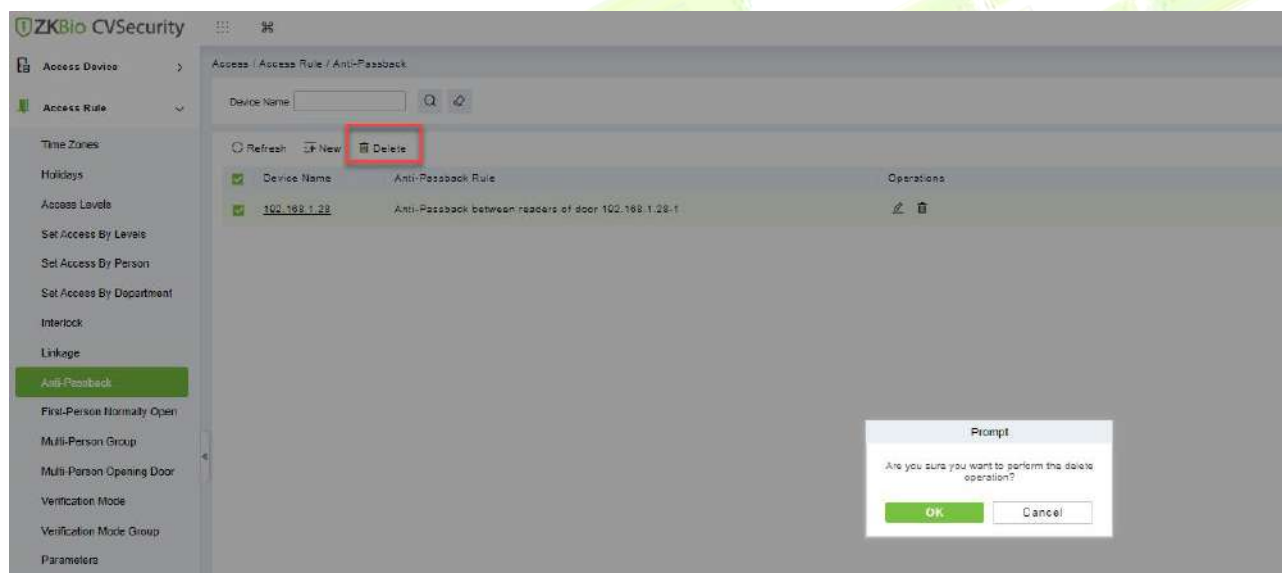 ZKBio CVSecurity
Access Device
Access / Access Rule / Anti-Passback
Access Rule
Device Name
Time Zones
Refresh New Delete
Holidays
Device Name Anti-Passback Rule Operations
Access Levels
192.168.1.28 Anti-Passback between readers of door 192.168.1.28-1
Set Access By Levels
Set Access By Person
Set Access By Department
Interlock
Linkage
Anti-Passback
First-Person Normally Open
Multi-Person Group
Multi-Person Opening Door
Verification Mode
Verification Mode Group
Parameters
Prompt
Are you sure you want to perform the delete
operation?
OK Cancel